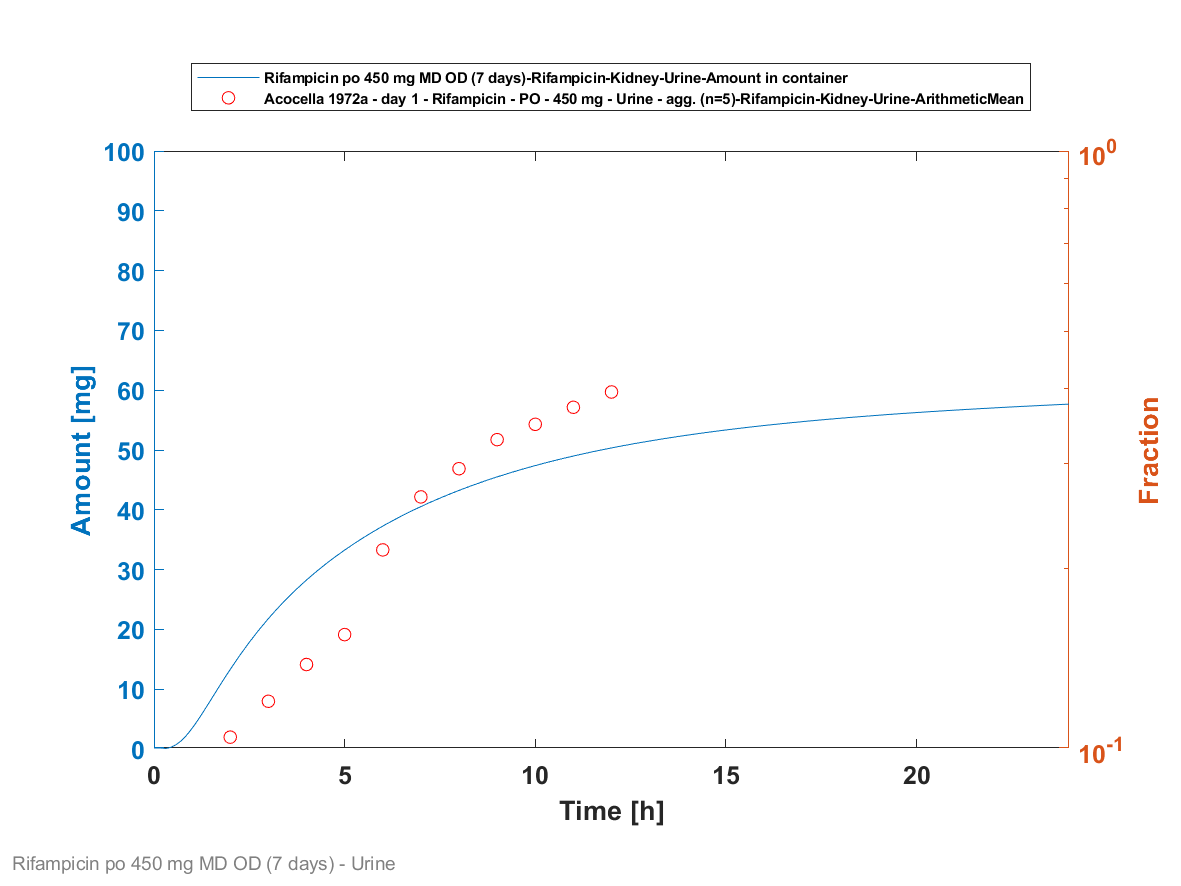 Rifampicin po 450 mg MD OD (7 days)-Rifampicin-Kidney-Urine-Amount in container
Acocella 1972a - day 1 - Rifampicin - PO - 450 mg - Urine - agg. (n=5)-Rifampicin-Kidney-Urine-ArithmeticMean
100
90
80
70
60
50
40
30
20
10
0
Amount [mg]
10^0
10^-1
Fraction
0 5 10 15 20
Time [h]
Rifampicin po 450 mg MD OD (7 days) - Urine